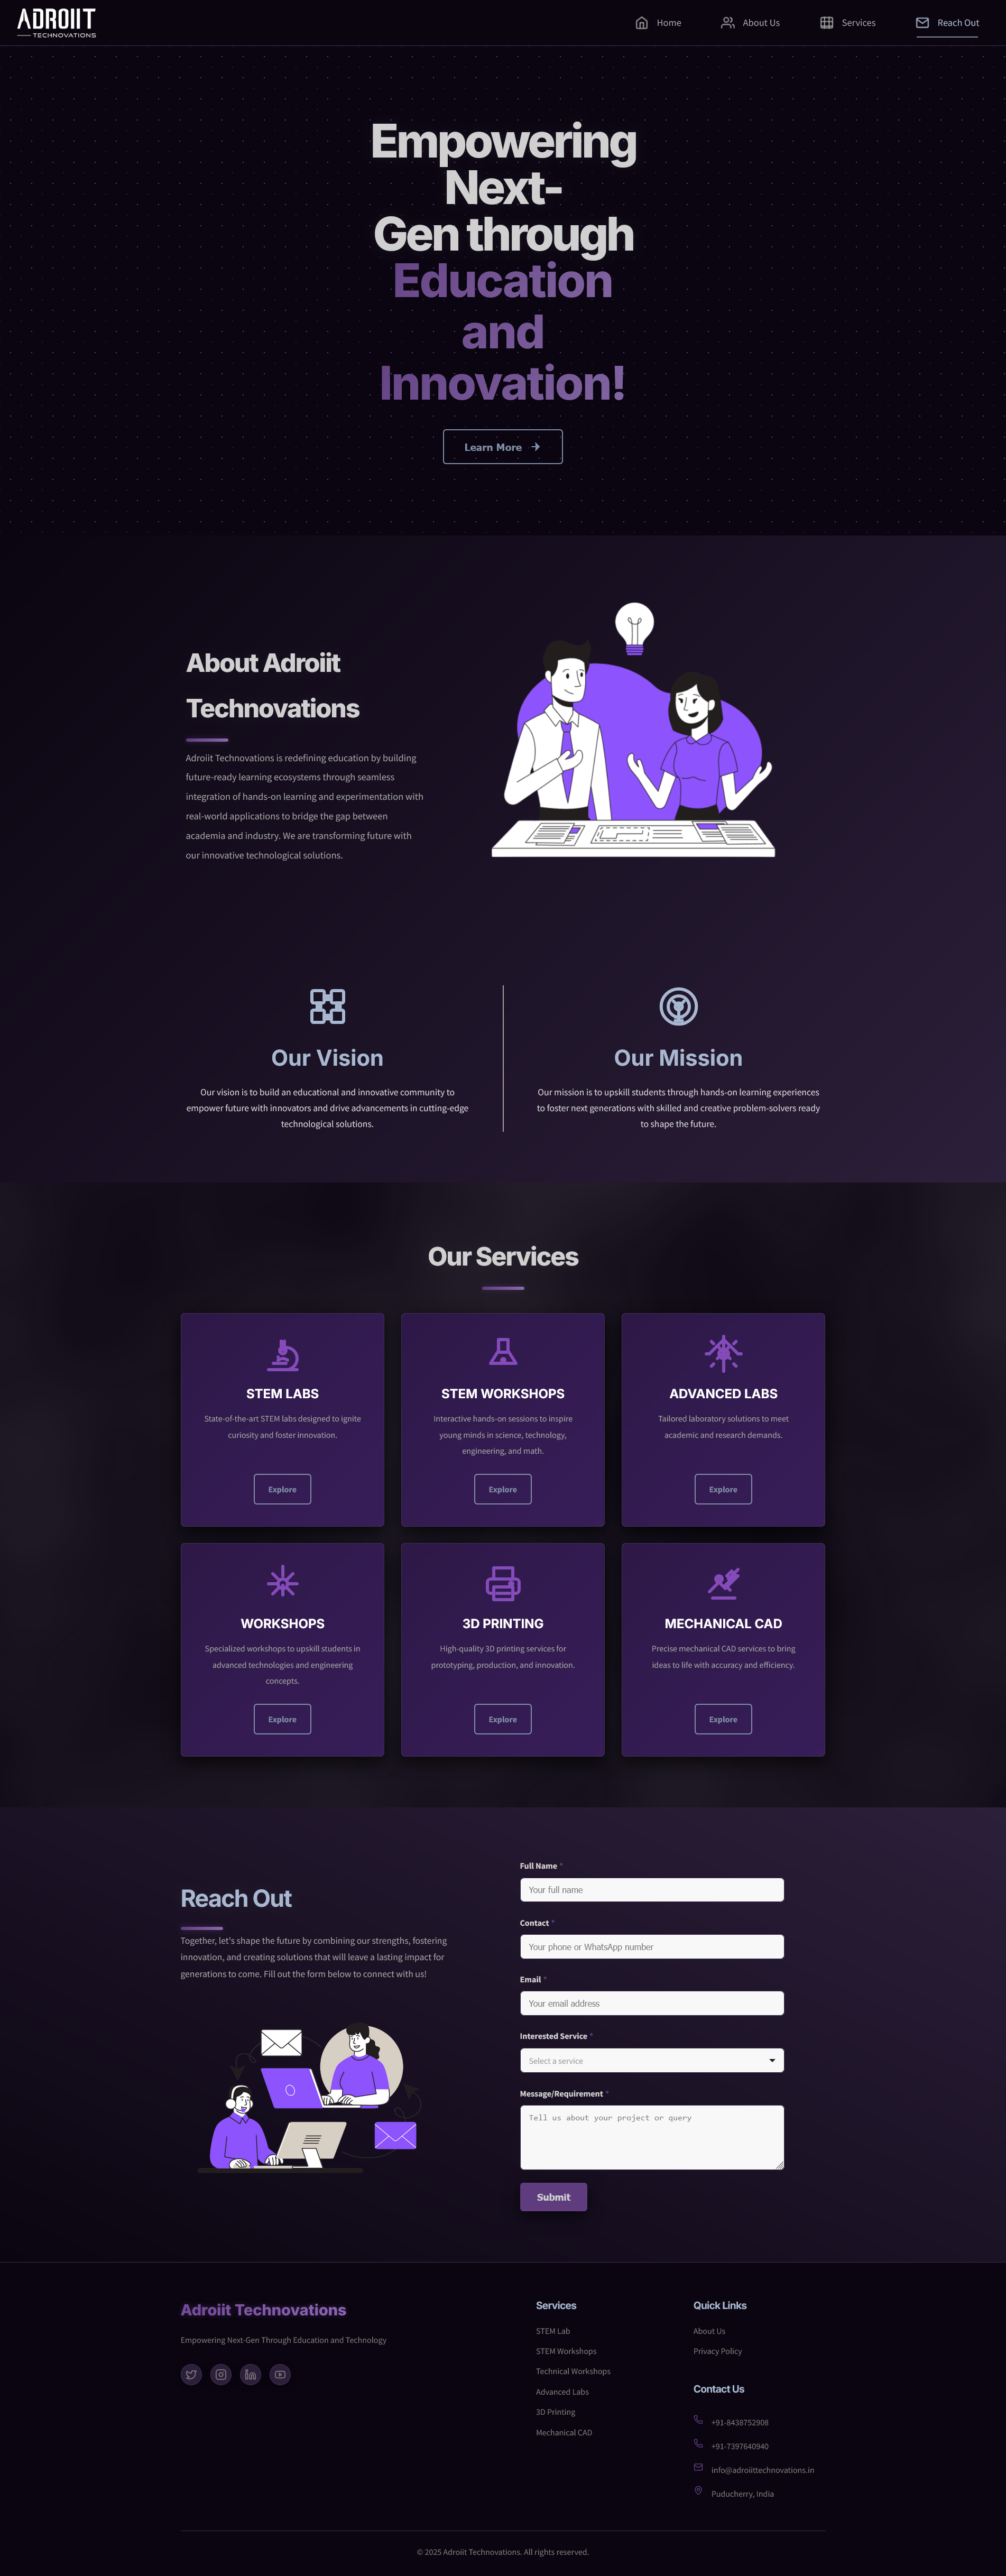 ADROIIT
TECHNOVATIONS
Home
About Us
Services
Reach Out
Empowering
Next-
Gen through
Education
and
Innovation!
Learn More
About Adroiit
Technovations
Adroiit Technovations is redefining education by building
future-ready learning ecosystems through seamless
integration of hands-on learning and experimentation with
real-world applications to bridge the gap between
academia and industry. We are transforming future with
our innovative technological solutions.
Our Vision
Our vision is to build an educational and innovative community to
empower future with innovators and drive advancements in cutting-edge
technological solutions.
Our Mission
Our mission is to upskill students through hands-on learning experiences
to foster next generations with skilled and creative problem-solvers ready
to shape the future.
Our Services
STEM LABS
State-of-the-art STEM labs designed to ignite
curiosity and foster innovation.
Explore
STEM WORKSHOPS
Interactive hands-on sessions to inspire
young minds in science, technology,
engineering, and math.
Explore
ADVANCED LABS
Tailored laboratory solutions to meet
academic and research demands.
Explore
WORKSHOPS
Specialized workshops to upskill students in
advanced technologies and engineering
concepts.
Explore
3D PRINTING
High-quality 3D printing services for
prototyping, production, and innovation.
Explore
MECHANICAL CAD
Precise mechanical CAD services to bring
ideas to life with accuracy and efficiency.
Explore
Reach Out
Together, let's shape the future by combining our strengths, fostering
innovation, and creating solutions that will leave a lasting impact for
generations to come. Fill out the form below to connect with us!
Full Name *
Your full name
Contact *
Your phone or WhatsApp number
Email *
Your email address
Interested Service *
Select a service
Message/Requirement *
Tell us about your project or query
Submit
Adroiit Technovations
Empowering Next-Gen Through Education and Technology
Services
STEM Lab
STEM Workshops
Technical Workshops
Advanced Labs
3D Printing
Mechanical CAD
Quick Links
About Us
Privacy Policy
Contact Us
+91-8438752908
+91-7397640940
info@adroiittechnovations.in
Puducherry, India
© 2025 Adroiit Technovations. All rights reserved.